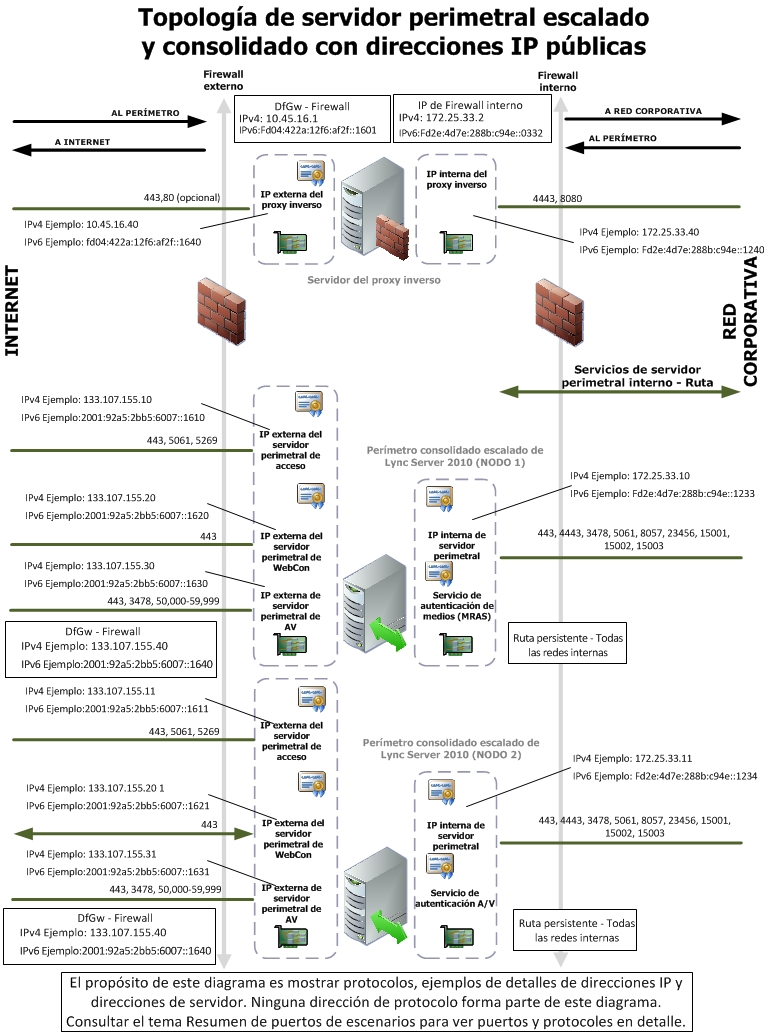 Topología de servidor perimetral escalado
y consolidado con direcciones IP públicas
Firewall
externo
Firewall
interno
AL PERÍMETRO
A INTERNET
DfGw - Firewall
IPv4: 10.45.16.1
IPv6:Fd04:422a:12f6:af2f::1601
IP de Firewall interno
IPv4: 172.25.33.2
IPv6:Fd2e:4d7e:288b:c94e::0332
A RED CORPORATIVA
AL PERÍMETRO
443,80 (opcional)
IPv4 Ejemplo: 10.45.16.40
IPv6 Ejemplo: fd04:422a:12f6:af2f::1640
IP externa del
proxy inverso
IP interna del
proxy inverso
4443, 8080
IPv4 Ejemplo: 172.25.33.40
IPv6 Ejemplo: Fd2e:4d7e:288b:c94e::1240
Servidor del proxy inverso
INTERNET
RED
CORPORATIVA
Servicios de servidor
perimetral interno - Ruta
IPv4 Ejemplo: 133.107.155.10
IPv6 Ejemplo:2001:92a5:2bb5:6007::1610
443, 5061, 5269
IP externa del
servidor
perimetral de
acceso
Perímetro consolidado escalado de
Lync Server 2010 (NODO 1)
IPv4 Ejemplo: 172.25.33.10
IPv6 Ejemplo: Fd2e:4d7e:288b:c94e::1233
IPv4 Ejemplo: 133.107.155.20
IPv6 Ejemplo:2001:92a5:2bb5:6007::1620
443
IP externa del
servidor
perimetral de
WebCon
IP interna de
servidor
perimetral
443, 4443, 3478, 5061, 8057, 23456, 15001,
15002, 15003
IPv4 Ejemplo: 133.107.155.30
IPv6 Ejemplo:2001:92a5:2bb5:6007::1630
443, 3478, 50,000-59,999
IP externa de
servidor
perimetral de
AV
Servicio de
autenticación de
medios (MRAS)
DfGw - Firewall
IPv4 Ejemplo: 133.107.155.40
IPv6 Ejemplo:2001:92a5:2bb5:6007::1640
Ruta persistente - Todas
las redes internas
IPv4 Ejemplo: 133.107.155.11
IPv6 Ejemplo:2001:92a5:2bb5:6007::1611
443, 5061, 5269
IP externa del
servidor
perimetral de
acceso
Perímetro consolidado escalado de
Lync Server 2010 (NODO 2)
IPv4 Ejemplo: 172.25.33.11
IPv6 Ejemplo: Fd2e:4d7e:288b:c94e::1234
IPv4 Ejemplo: 133.107.155.20 1
IPv6 Ejemplo:2001:92a5:2bb5:6007::1621
443
IP externa del
servidor
perimetral de
WebCon
IP interna de
servidor
perimetral
443, 4443, 3478, 5061, 8057, 23456, 15001,
15002, 15003
IPv4 Ejemplo: 133.107.155.31
IPv6 Ejemplo:2001:92a5:2bb5:6007::1631
443, 3478, 50,000-59,999
IP externa de
servidor
perimetral de
AV
Servicio de
autenticación A/V
DfGw - Firewall
IPv4 Ejemplo: 133.107.155.40
IPv6 Ejemplo:2001:92a5:2bb5:6007::1640
Ruta persistente - Todas
las redes internas
El propósito de este diagrama es mostrar protocolos, ejemplos de detalles de direcciones IP y
direcciones de servidor. Ninguna dirección de protocolo forma parte de este diagrama.
Consultar el tema Resumen de puertos de escenarios para ver puertos y protocoles en detalle.